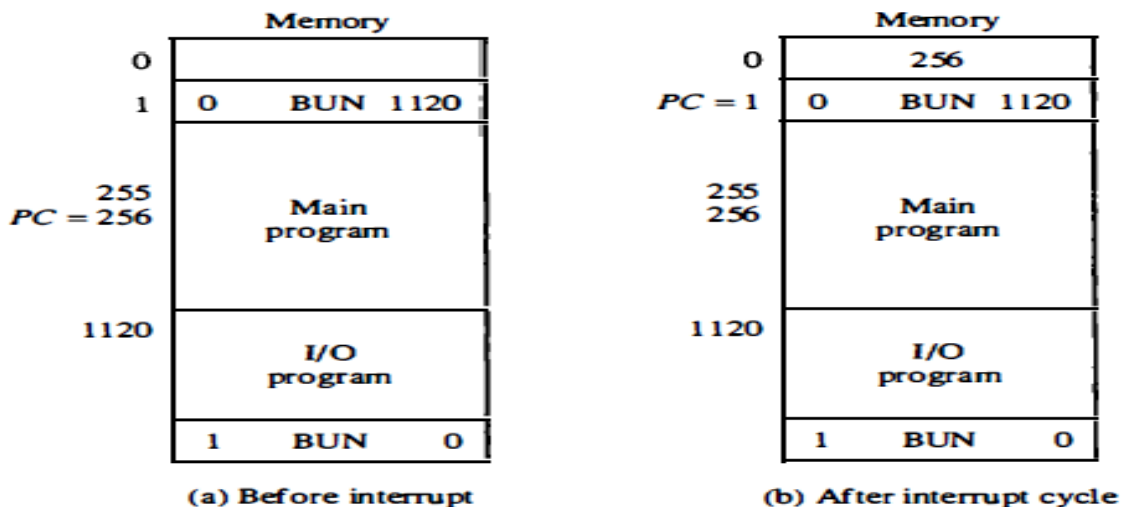 Memory
0
1 0 BUN 1120
255
PC = 256
Main
program
1120
I/O
program
1 BUN 0
(a) Before interrupt
Memory
0 256
PC = 1 0 BUN 1120
255
256
Main
program
1120
I/O
program
1 BUN 0
(b) After interrupt cycle